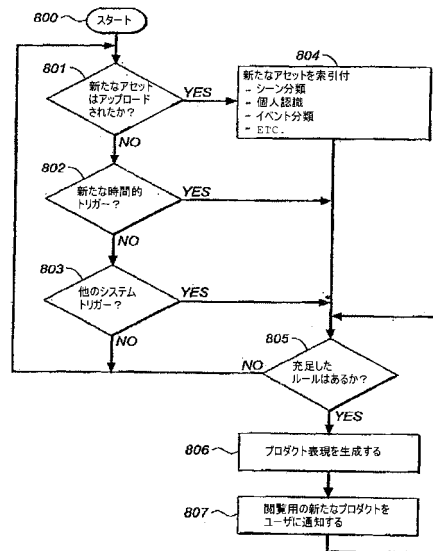 800
スタート
801
新たなアセット
はアップロード
されたか?
YES
NO
804
新たなアセットを索引付
- シーン分類
- 個人認識
- イベント分類
- ETC.
802
新たな時間的
トリガー?
YES
NO
803
他のシステム
トリガー?
YES
NO
805
充足した
ルールはあるか?
NO
YES
806
プロダクト表現を生成する
807
閲覧用の新たなプロダクトを
ユーザに通知する